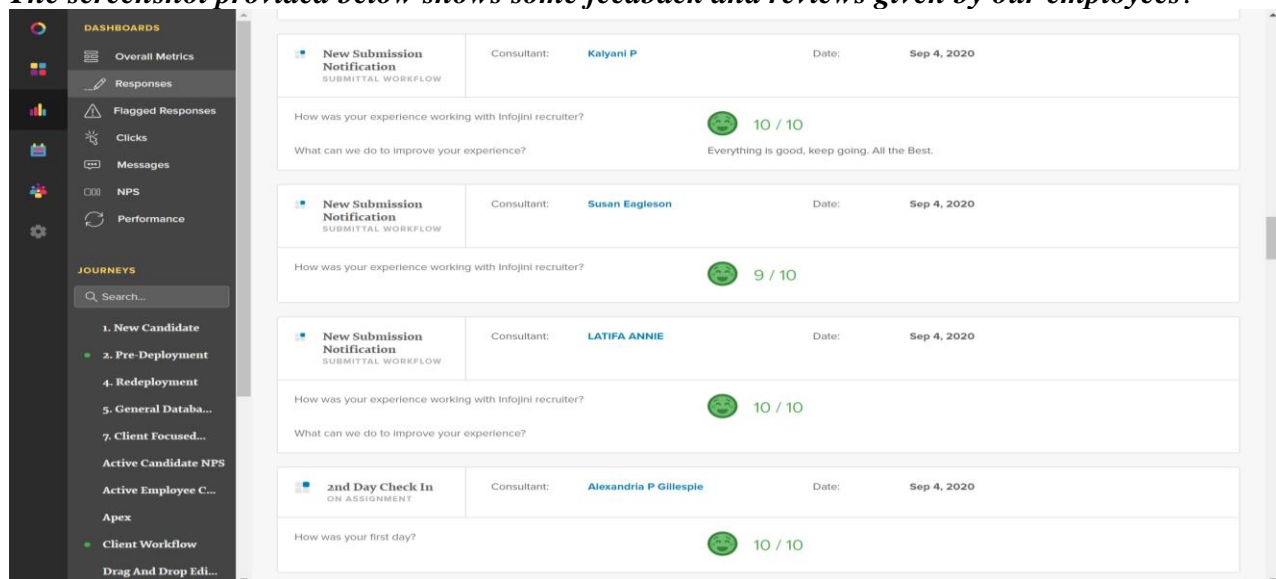 The screenshot provided below shows some feedback and reviews given by our employees:
DASHBOARDS
Overall Metrics
Responses
Flagged Responses
Clicks
Messages
NPS
Performance
JOURNEYS
Search...
1. New Candidate
2. Pre-Deployment
4. Redeployment
5. General Databa...
7. Client Focused...
Active Candidate NPS
Active Employee C...
Apex
Client Workflow
Drag And Drop Edi...
New Submission
Notification
SUBMITTAL WORKFLOW
Consultant: Kalyani P Date: Sep 4, 2020
How was your experience working with Infojini recruiter? 10 / 10
What can we do to improve your experience? Everything is good, keep going. All the Best.
New Submission
Notification
SUBMITTAL WORKFLOW
Consultant: Susan Eagleson Date: Sep 4, 2020
How was your experience working with Infojini recruiter? 9 / 10
New Submission
Notification
SUBMITTAL WORKFLOW
Consultant: LATIFA ANNIE Date: Sep 4, 2020
How was your experience working with Infojini recruiter? 10 / 10
What can we do to improve your experience?
2nd Day Check In
ON ASSIGNMENT
Consultant: Alexandria P Gillespie Date: Sep 4, 2020
How was your first day? 10 / 10